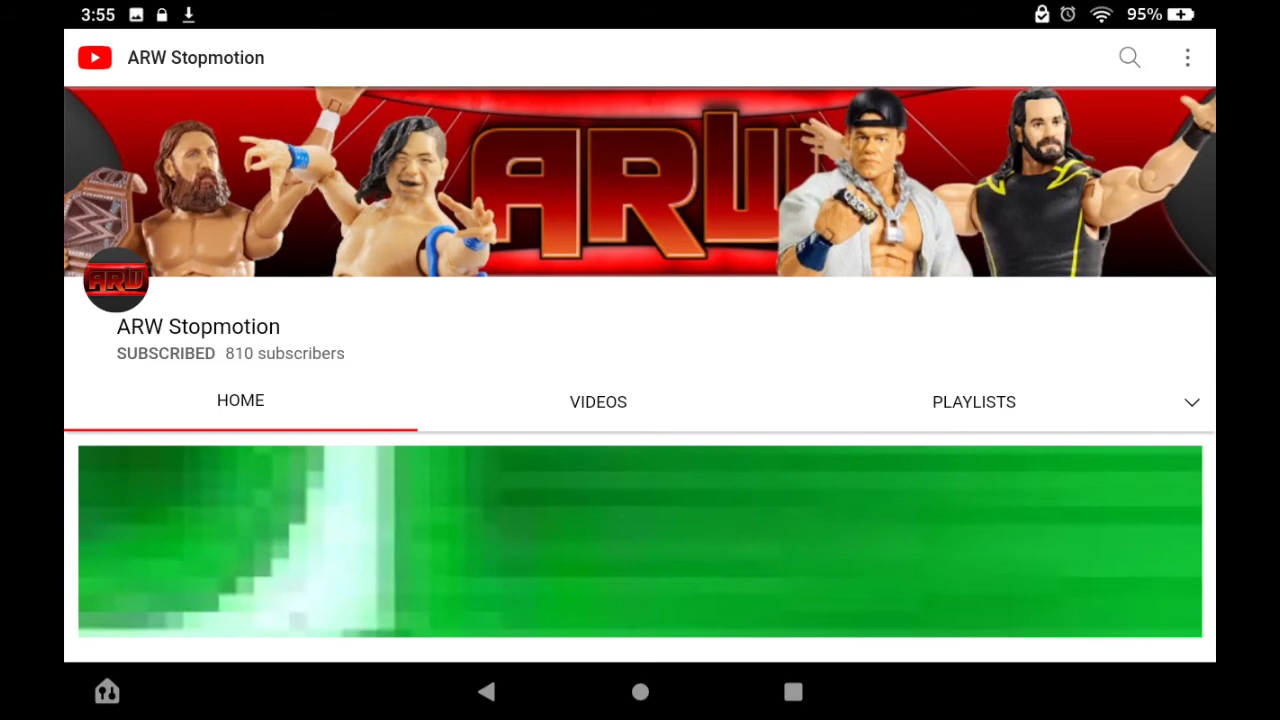 3:55 95%
ARW Stopmotion
ARW
ARW
ARW Stopmotion
SUBSCRIBED 810 subscribers
HOME VIDEOS PLAYLISTS